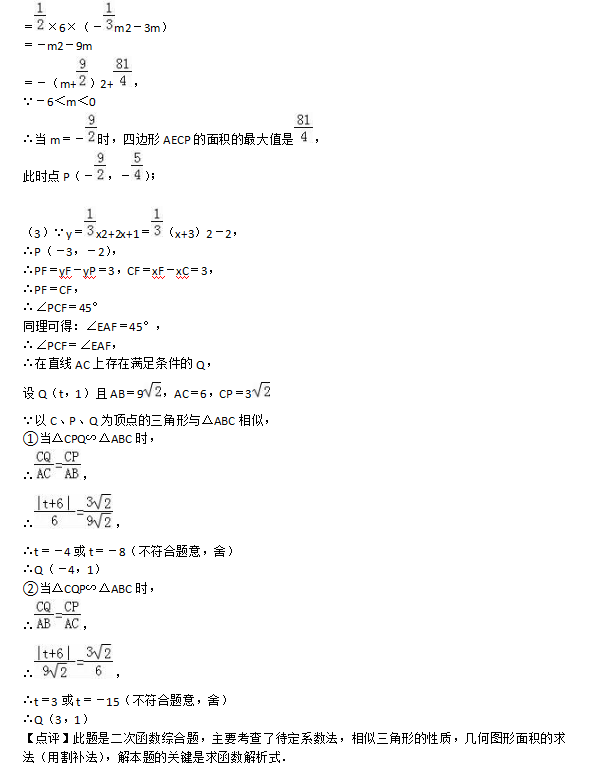 =1/2×6×(-1/3m2-3m)
=-m2-9m
=-(m+9/2)2+81/4,
∵-6<m<0
∴当m=-9/2时,四边形AECP的面积的最大值是81/4,
此时点P(-9/2,-5/4);
(3)∵y=1/3x2+2x+1=1/3(x+3)2-2,
∴P(-3,-2),
∴PF=yF-yP=3,CF=xF-xC=3,
∴PF=CF,
∴∠PCF=45°
同理可得:∠EAF=45°,
∴∠PCF=∠EAF,
∴在直线AC上存在满足条件的Q,
设Q(t,1)且AB=9√2,AC=6,CP=3√2
∵以C、P、Q为顶点的三角形与△ABC相似,
①当△CPQ∽△ABC时,
∴CQ/AC=CP/AB,
∴|t+6|/6=3√2/9√2,
∴t=-4或t=-8(不符合题意,舍)
∴Q(-4,1)
②当△CQP∽△ABC时,
∴CQ/AB=CP/AC,
∴|t+6|/9√2=3√2/6,
∴t=3或t=-15(不符合题意,舍)
∴Q(3,1)
【点评】此题是二次函数综合题,主要考查了待定系数法,相似三角形的性质,几何图形面积的求
法(用割补法),解本题的关键是求函数解析式.